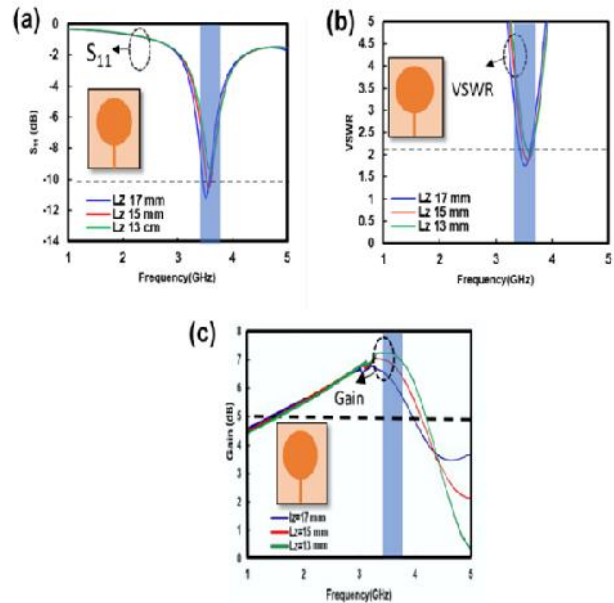 (a)
0
-2
-4
-6
-8
-10
-12
-14
S₁₁ (dB)
S₁₁
LZ 17 mm
Lz 15 mm
Lz 13 cm
1 2 3 4 5
Frequency(GHz)
(b)
5
4.5
4
3.5
3
2.5
2
1.5
1
0.5
0
VSWR
VSWR
LZ 17 mm
Lz 15 mm
Lz 13 mm
1 2 3 4 5
Frequency(GHz)
(c)
8
7
6
5
4
3
2
1
0
Gain (dB)
Gain
lz=17 mm
Lz=15 mm
Lz=13 mm
1 2 3 4 5
Frequency(GHz)